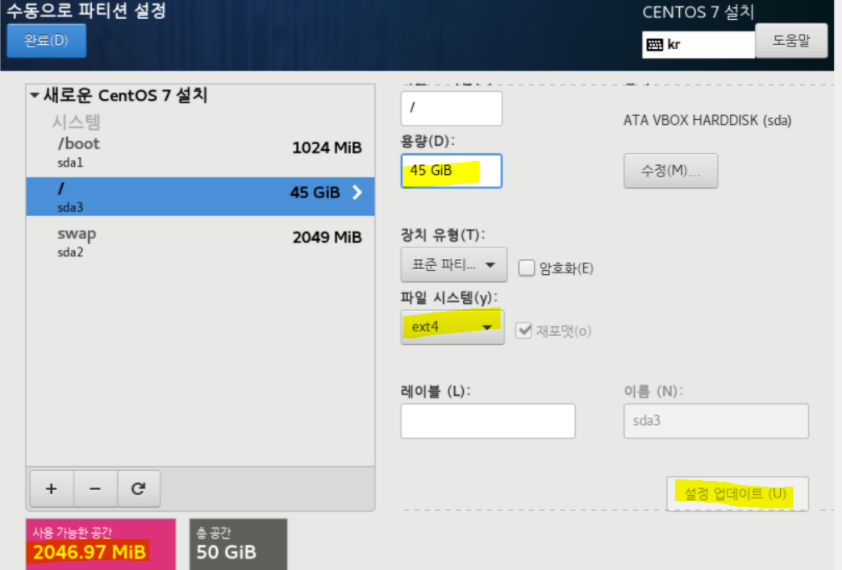 수동으로 파티션 설정
CENTOS 7 설치
완료(D)
kr
도움말
새로운 CentOS 7 설치
시스템
/boot
1024 MiB
sda1
/
45 GiB
sda3
swap
2049 MiB
sda2
/
ATA VBOX HARDDISK (sda)
용량(D):
45 GiB
수정(M)...
장치 유형(T):
표준 파티...
암호화(E)
파일 시스템(y):
ext4
재포맷(o)
레이블 (L):
이름 (N):
sda3
+ −
설정 업데이트 (U)
사용 가능한 공간
2046.97 MiB
총 공간
50 GiB